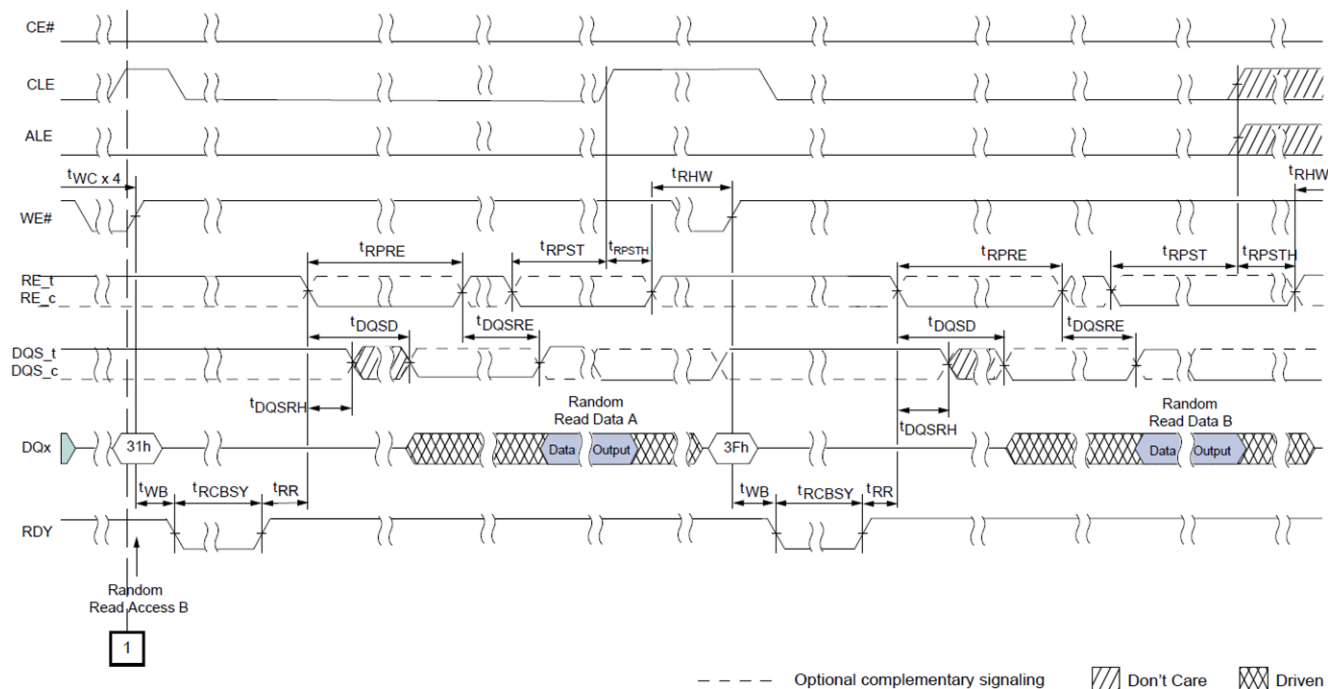 CE#
CLE
ALE
tWC x 4
tRHW
tRHW
WE#
tRPRE
tRPST
tRPSTH
tRPRE
tRPST
tRPSTH
RE_t
RE_c
tDQSD
tDQSRE
tDQSD
tDQSRE
DQS_t
DQS_c
tDQSRH
Random
Read Data A
tDQSRH
Random
Read Data B
DQx
31h
Data Output
3Fh
Data Output
tWB
tRCBSY
tRR
tWB
tRCBSY
tRR
RDY
Random
Read Access B
1
Optional complementary signaling
Don't Care
Driven